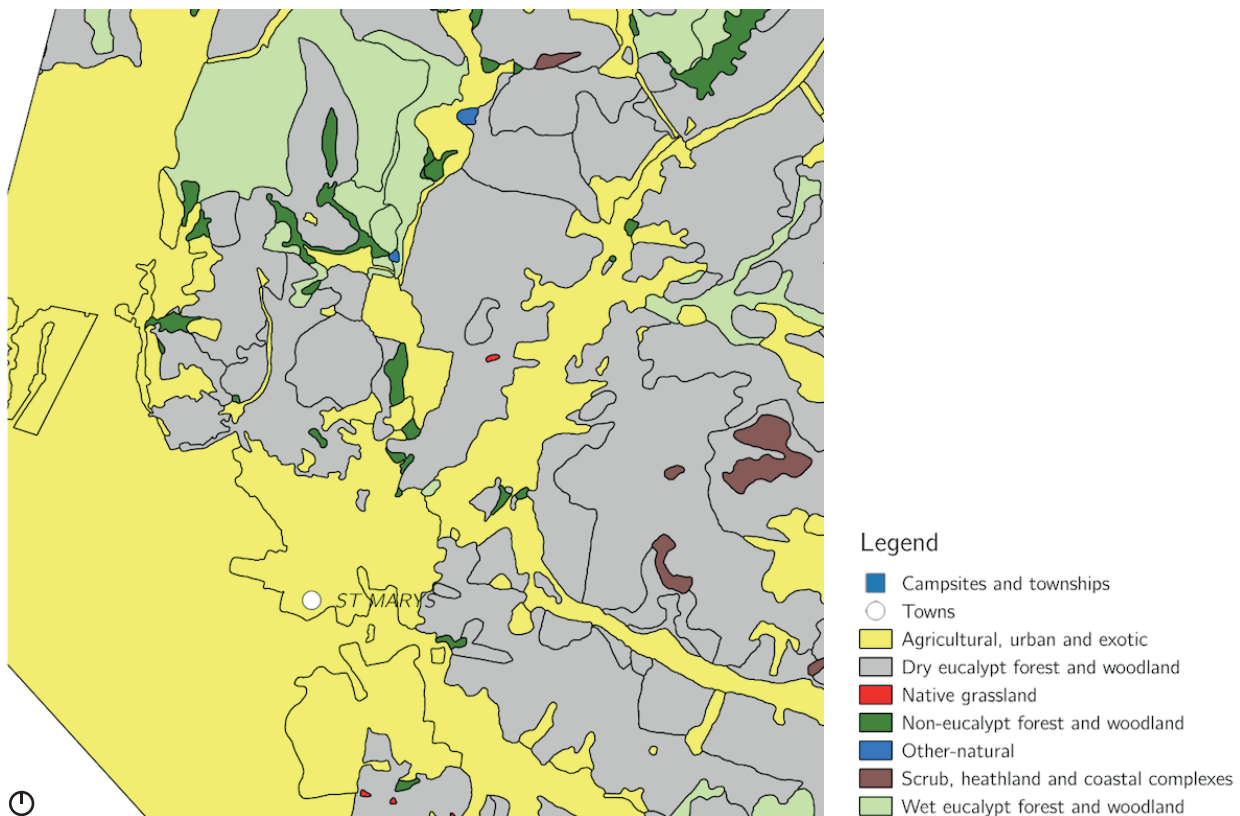 ST MARYS
Legend
Campsites and townships
Towns
Agricultural, urban and exotic
Dry eucalypt forest and woodland
Native grassland
Non-eucalypt forest and woodland
Other-natural
Scrub, heathland and coastal complexes
Wet eucalypt forest and woodland